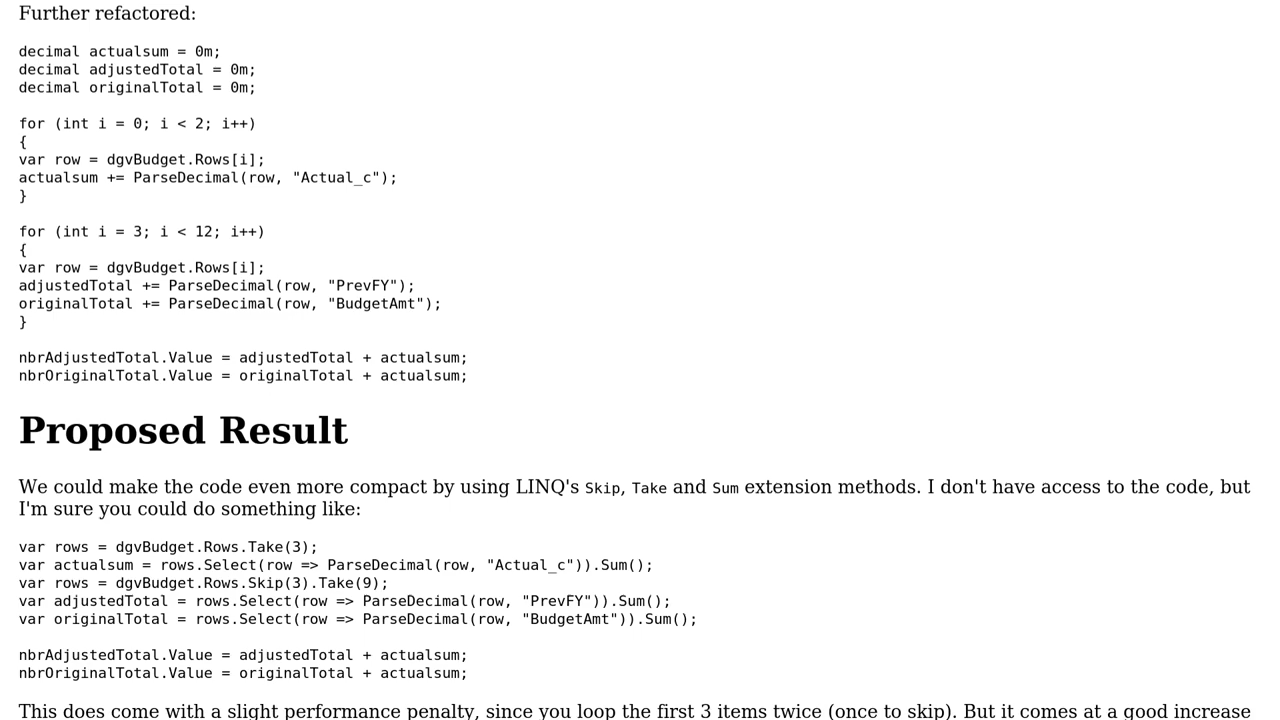 Further refactored:
decimal actualsum = 0m;
decimal adjustedTotal = 0m;
decimal originalTotal = 0m;
for (int i = 0; i < 2; i++)
{
var row = dgvBudget.Rows[i];
actualsum += ParseDecimal(row, "Actual_c");
}
for (int i = 3; i < 12; i++)
{
var row = dgvBudget.Rows[i];
adjustedTotal += ParseDecimal(row, "PrevFY");
originalTotal += ParseDecimal(row, "BudgetAmt");
}
nbrAdjustedTotal.Value = adjustedTotal + actualsum;
nbrOriginalTotal.Value = originalTotal + actualsum;
Proposed Result
We could make the code even more compact by using LINQ's Skip, Take and Sum extension methods. I don't have access to the code, but
I'm sure you could do something like:
var rows = dgvBudget.Rows.Take(3);
var actualsum = rows.Select(row => ParseDecimal(row, "Actual_c")).Sum();
var rows = dgvBudget.Rows.Skip(3).Take(9);
var adjustedTotal = rows.Select(row => ParseDecimal(row, "PrevFY")).Sum();
var originalTotal = rows.Select(row => ParseDecimal(row, "BudgetAmt")).Sum();
nbrAdjustedTotal.Value = adjustedTotal + actualsum;
nbrOriginalTotal.Value = originalTotal + actualsum;
This does come with a slight performance penalty, since you loop the first 3 items twice (once to skip). But it comes at a good increase